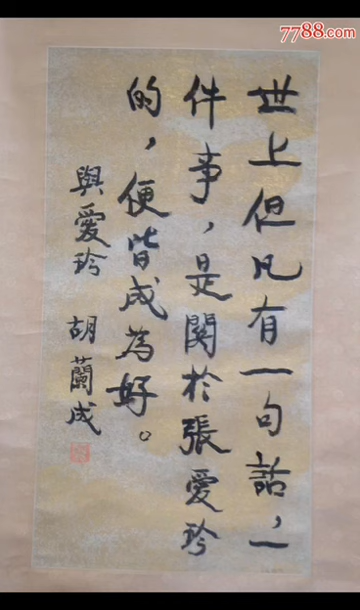 7788.com
世上但凡有一句話，一
件事，是関於張愛玲
的，便皆成為好。
與愛玲 胡蘭成